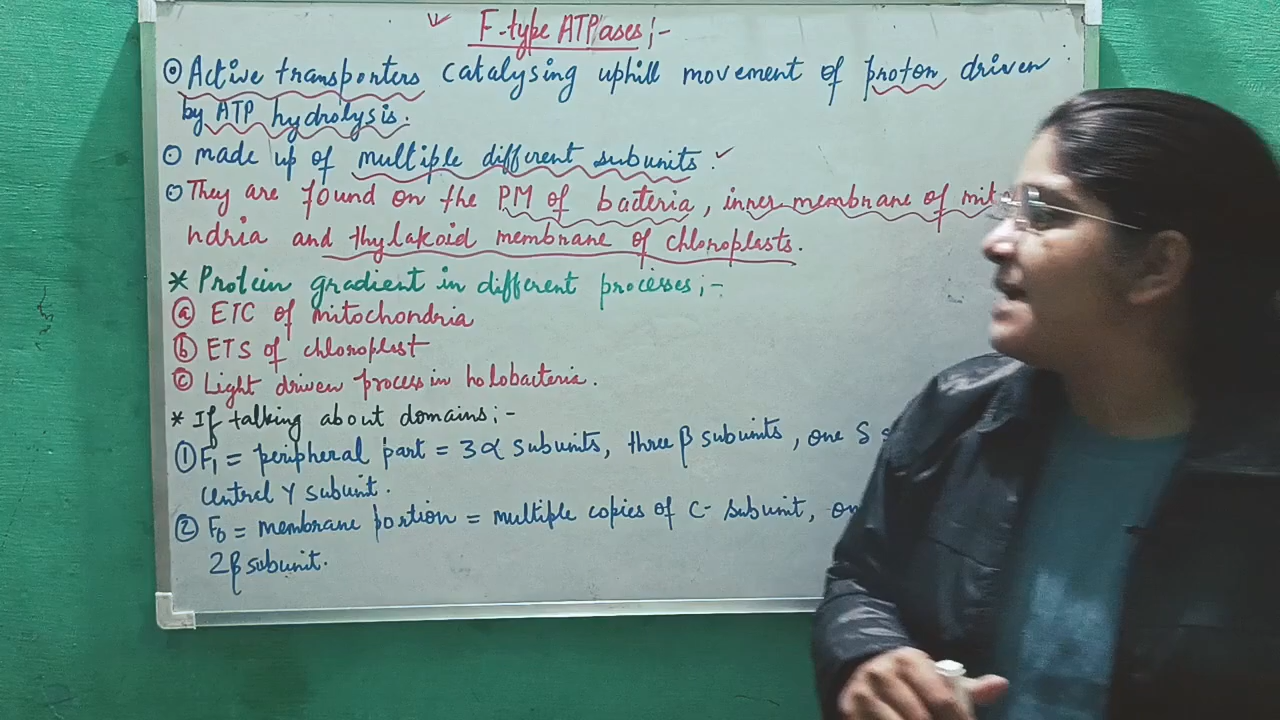 F-type ATPases;-
Active transporters catalysing uphill movement of proton driven
by ATP hydrolysis.
made up of multiple different subunits.
They are found on the PM of bacteria, inner membrane of mit
ndria and thylakoid membrane of chloroplasts.
* Protein gradient in different processes;-
(a) ETC of mitochondria
(b) ETS of chloroplast
(c) Light driven process in holobacteria.
* If talking about domains;-
(1) F₁ = peripheral part = 3α subunits, three β subunits, one δ s
central γ subunit.
(2) F₀ = membrane portion = multiple copies of C- subunit, on
2β subunit.